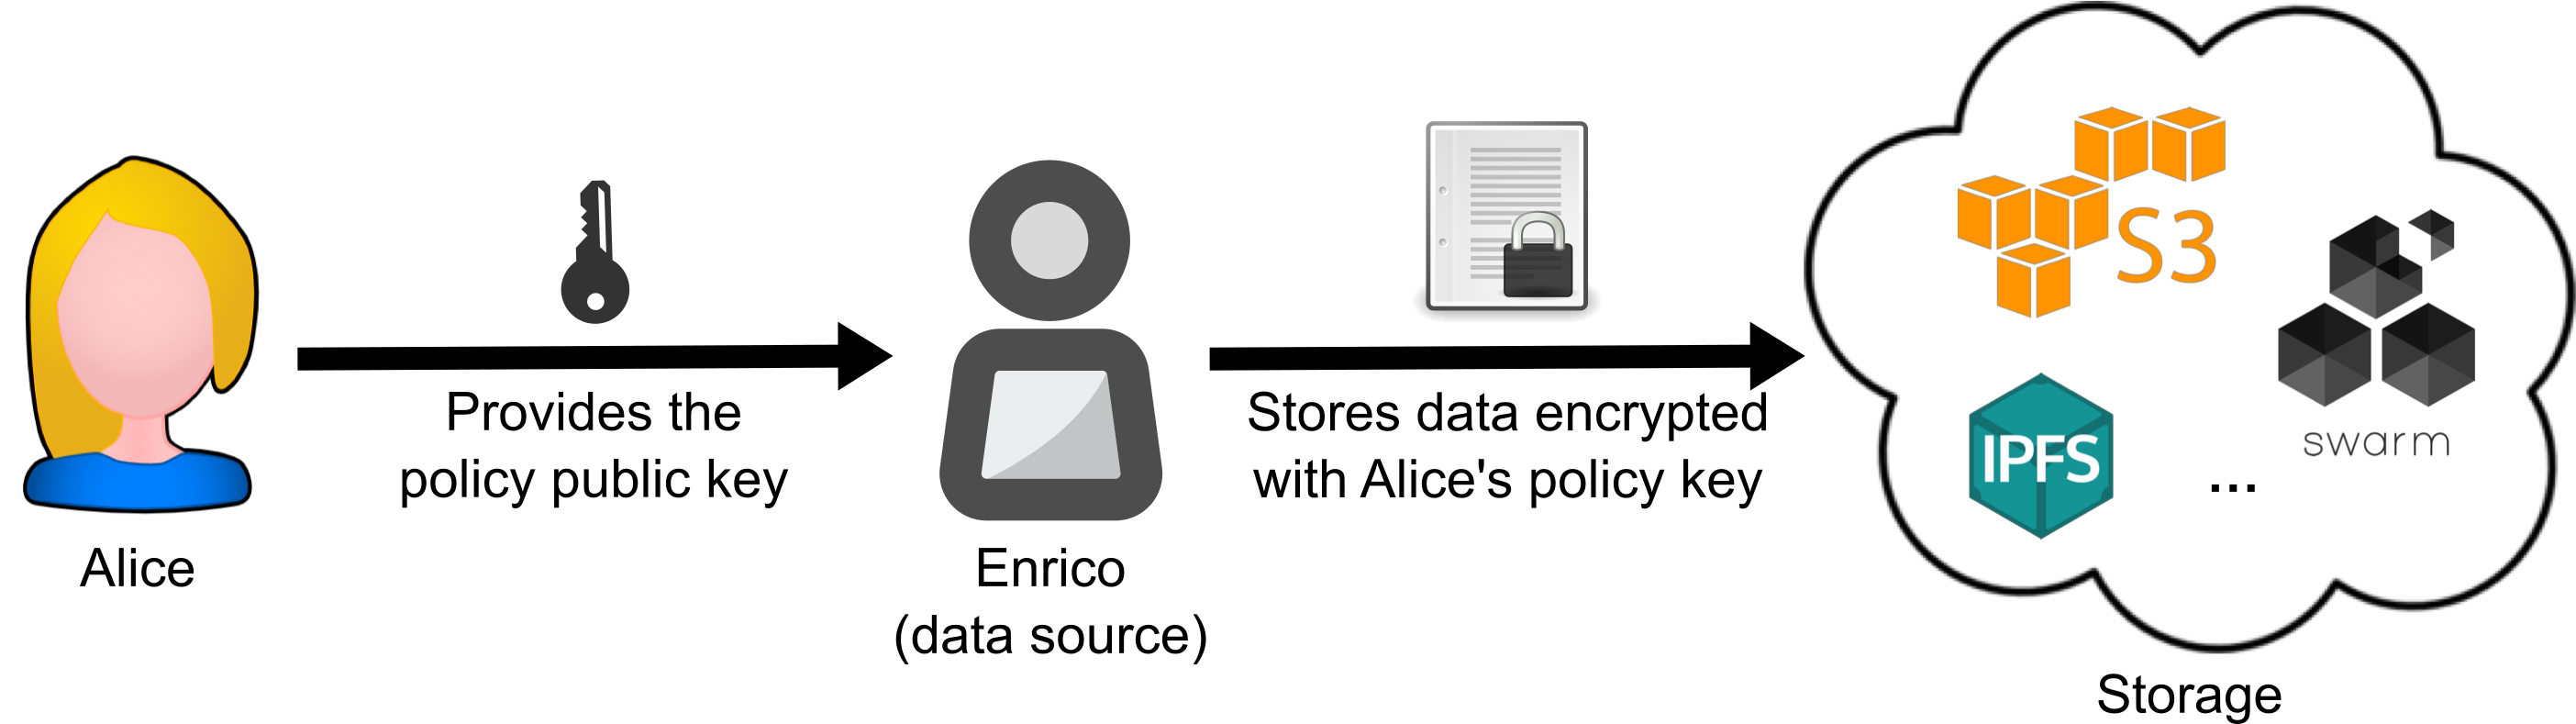 Alice
Provides the
policy public key
Enrico
(data source)
Stores data encrypted
with Alice's policy key
S3
swarm
IPFS
...
Storage